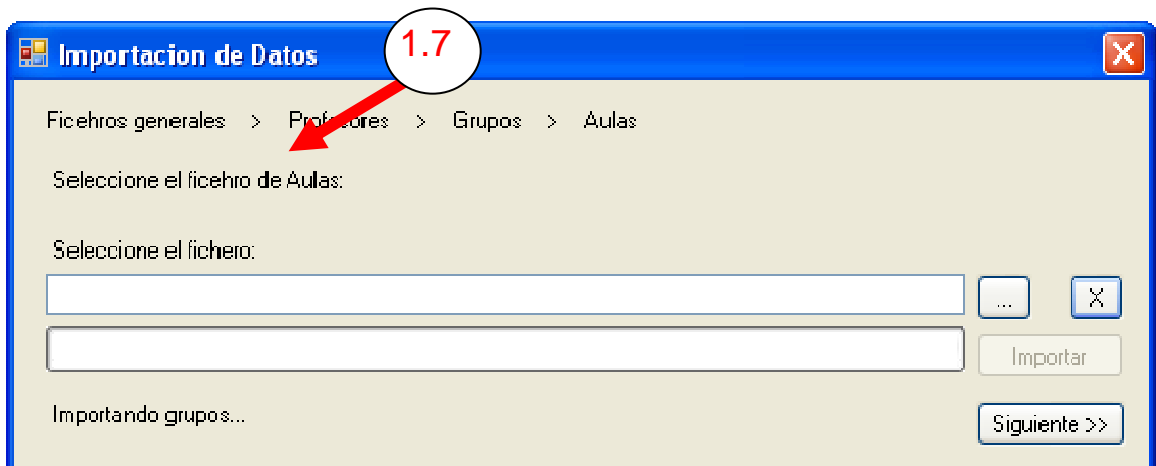 1.7
Importacion de Datos
Ficehros generales > Profesores > Grupos > Aulas
Seleccione el ficehro de Aulas:
Seleccione el fichero:
... X
Importar
Importando grupos...
Siguiente >>